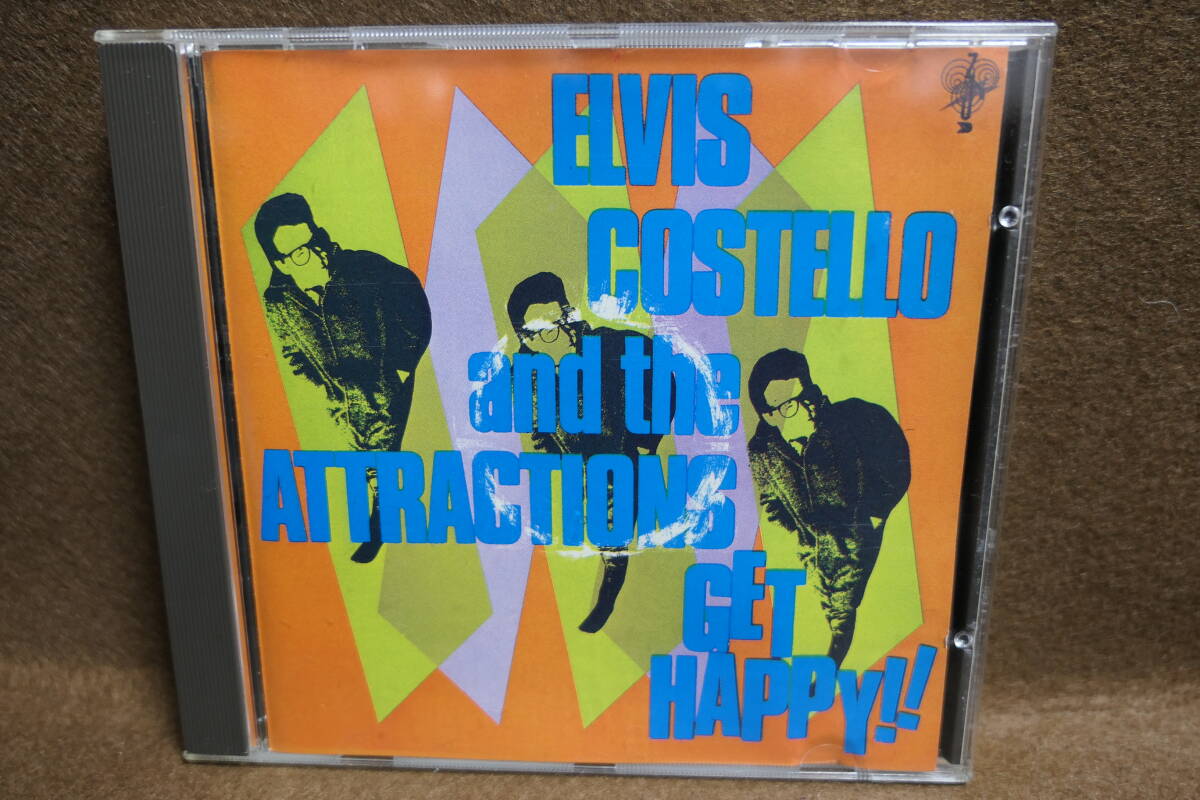 ELVIS
COSTELLO
and the
ATTRACTIONS
GET
HAPPY!!